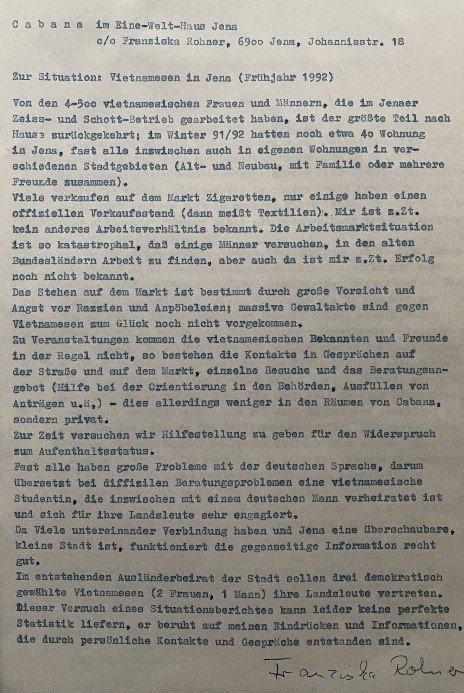 Cabana im Eine-Welt-Haus Jena
c/o Franziska Rohner, 6900 Jena, Johannisstr. 18
Zur Situation: Vietnamesen in Jena (Frühjahr 1992)
Von den 4-500 vietnamesischen Frauen und Männern, die im Jenaer
Zeiss- und Schott-Betrieb gearbeitet haben, ist der größte Teil nach
Hause zurückgekehrt; im Winter 91/92 hatten noch etwa 40 Wohnung
in Jena, fast alle inzwischen auch in eigenen Wohnungen in ver-
schiedenen Stadtgebieten (Alt- und Neubau, mit Familie oder mehrere
Freunde zusammen).
Viele verkaufen auf dem Markt Zigaretten, nur einige haben einen
offiziellen Verkaufsstand (dann meißt Textilien). Mir ist z.Zt.
kein anderes Arbeitsverhältnis bekannt. Die Arbeitsmarktsituation
ist so katastrophal, daß einige Männer versuchen, in den alten
Bundesländern Arbeit zu finden, aber auch da ist mir z.Zt. Erfolg
noch nicht bekannt.
Das Stehen auf dem Markt ist bestimmt durch große Vorsicht und
Angst vor Razzien und Anpöbeleien; massive Gewaltakte sind gegen
Vietnamesen zum Glück noch nicht vorgekommen.
Zu Veranstaltungen kommen die vietnamesischen Bekannten und Freunde
in der Regel nicht, so bestehen die Kontakte in Gesprächen auf
der Straße und auf dem Markt, einzelne Besuche und das Beratungsan-
gebot (Hilfe bei der Orientierung in den Behörden, Ausfüllen von
Anträgen u.ä,) - dies allerdings weniger in den Räumen von Cabana,
sondern privat.
Zur Zeit versuchen wir Hilfestellung zu geben für den Widerspruch
zum Aufenthaltsstatus.
Fast alle haben große Probleme mit der deutschen Sprache, darum
übersetzt bei diffizilen Beratungsproblemen eine vietnamesische
Studentin, die inzwischen mit einem deutschen Mann verheiratet ist
und sich für ihre Landsleute sehr engagiert.
Da Viele untereinander Verbindung haben und Jena eine überschaubare,
kleine Stadt ist, funktioniert die gegenseitige Information recht
gut.
Im entstehenden Ausländerbeirat der Stadt sollen drei demokratisch
gewählte Vietnamesen (2 Frauen, 1 Mann) ihre Landsleute vertreten.
Dieser Versuch eines Situationsberichtes kann leider keine perfekte
Statistik liefern, er beruht auf meinen Eindrücken und Informationen,
die durch persönliche Kontakte und Gespräche entstanden sind.
Franziska Rohner